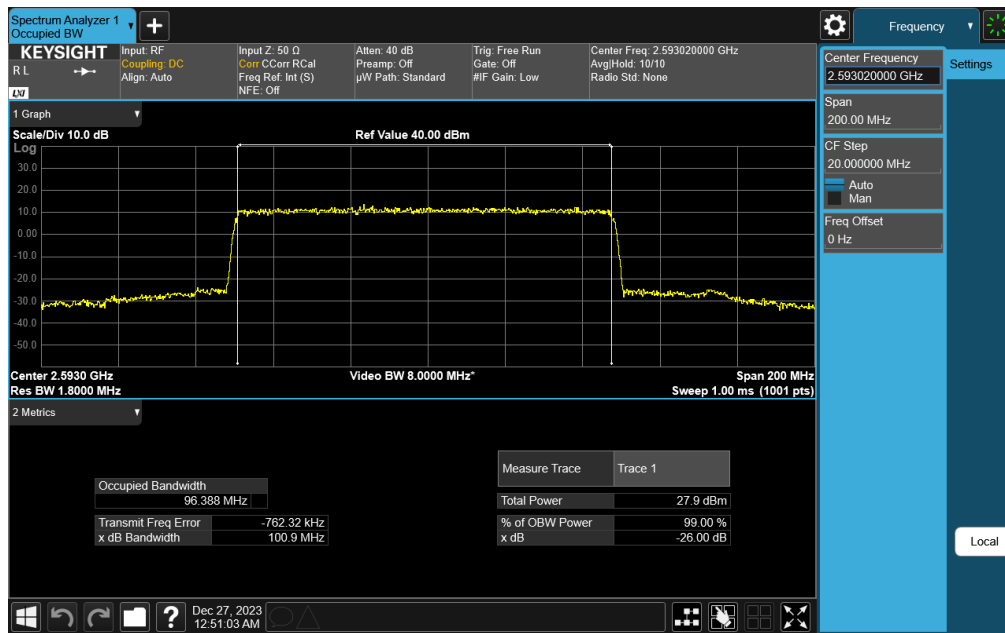 Spectrum Analyzer 1
Occupied BW
Frequency
KEYSIGHT
R L
LXI
Input: RF
Coupling: DC
Align: Auto
Input Z: 50 Ω
Corr CCorr RCal
Freq Ref: Int (S)
NFE: Off
Atten: 40 dB
Preamp: Off
µW Path: Standard
Trig: Free Run
Gate: Off
#IF Gain: Low
Center Freq: 2.593020000 GHz
Avg|Hold: 10/10
Radio Std: None
Center Frequency
2.593020000 GHz
Settings
Span
200.00 MHz
CF Step
20.000000 MHz
Auto
Man
Freq Offset
0 Hz
Local
1 Graph
Scale/Div 10.0 dB
Ref Value 40.00 dBm
Log
30.0
20.0
10.0
0.00
-10.0
-20.0
-30.0
-40.0
-50.0
Center 2.5930 GHz
Video BW 8.0000 MHz*
Span 200 MHz
Res BW 1.8000 MHz
Sweep 1.00 ms (1001 pts)
2 Metrics
Measure Trace
Trace 1
Occupied Bandwidth
96.388 MHz
Total Power
27.9 dBm
Transmit Freq Error
-762.32 kHz
% of OBW Power
99.00 %
x dB Bandwidth
100.9 MHz
x dB
-26.00 dB
?
Dec 27, 2023
12:51:03 AM